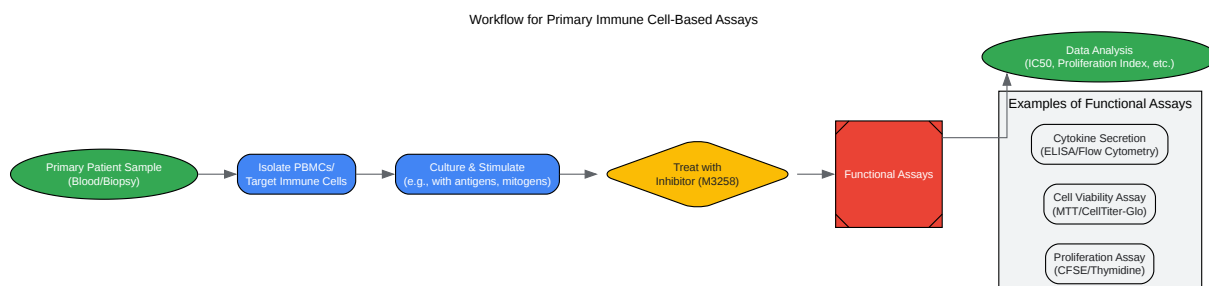 Workflow for Primary Immune Cell-Based Assays
Primary Patient Sample
(Blood/Biopsy)
Isolate PBMCs/
Target Immune Cells
Culture & Stimulate
(e.g., with antigens, mitogens)
Treat with
Inhibitor (M3258)
Functional Assays
Data Analysis
(IC50, Proliferation Index, etc.)
Examples of Functional Assays
Cytokine Secretion
(ELISA/Flow Cytometry)
Cell Viability Assay
(MTT/CellTiter-Glo)
Proliferation Assay
(CFSE/Thymidine)